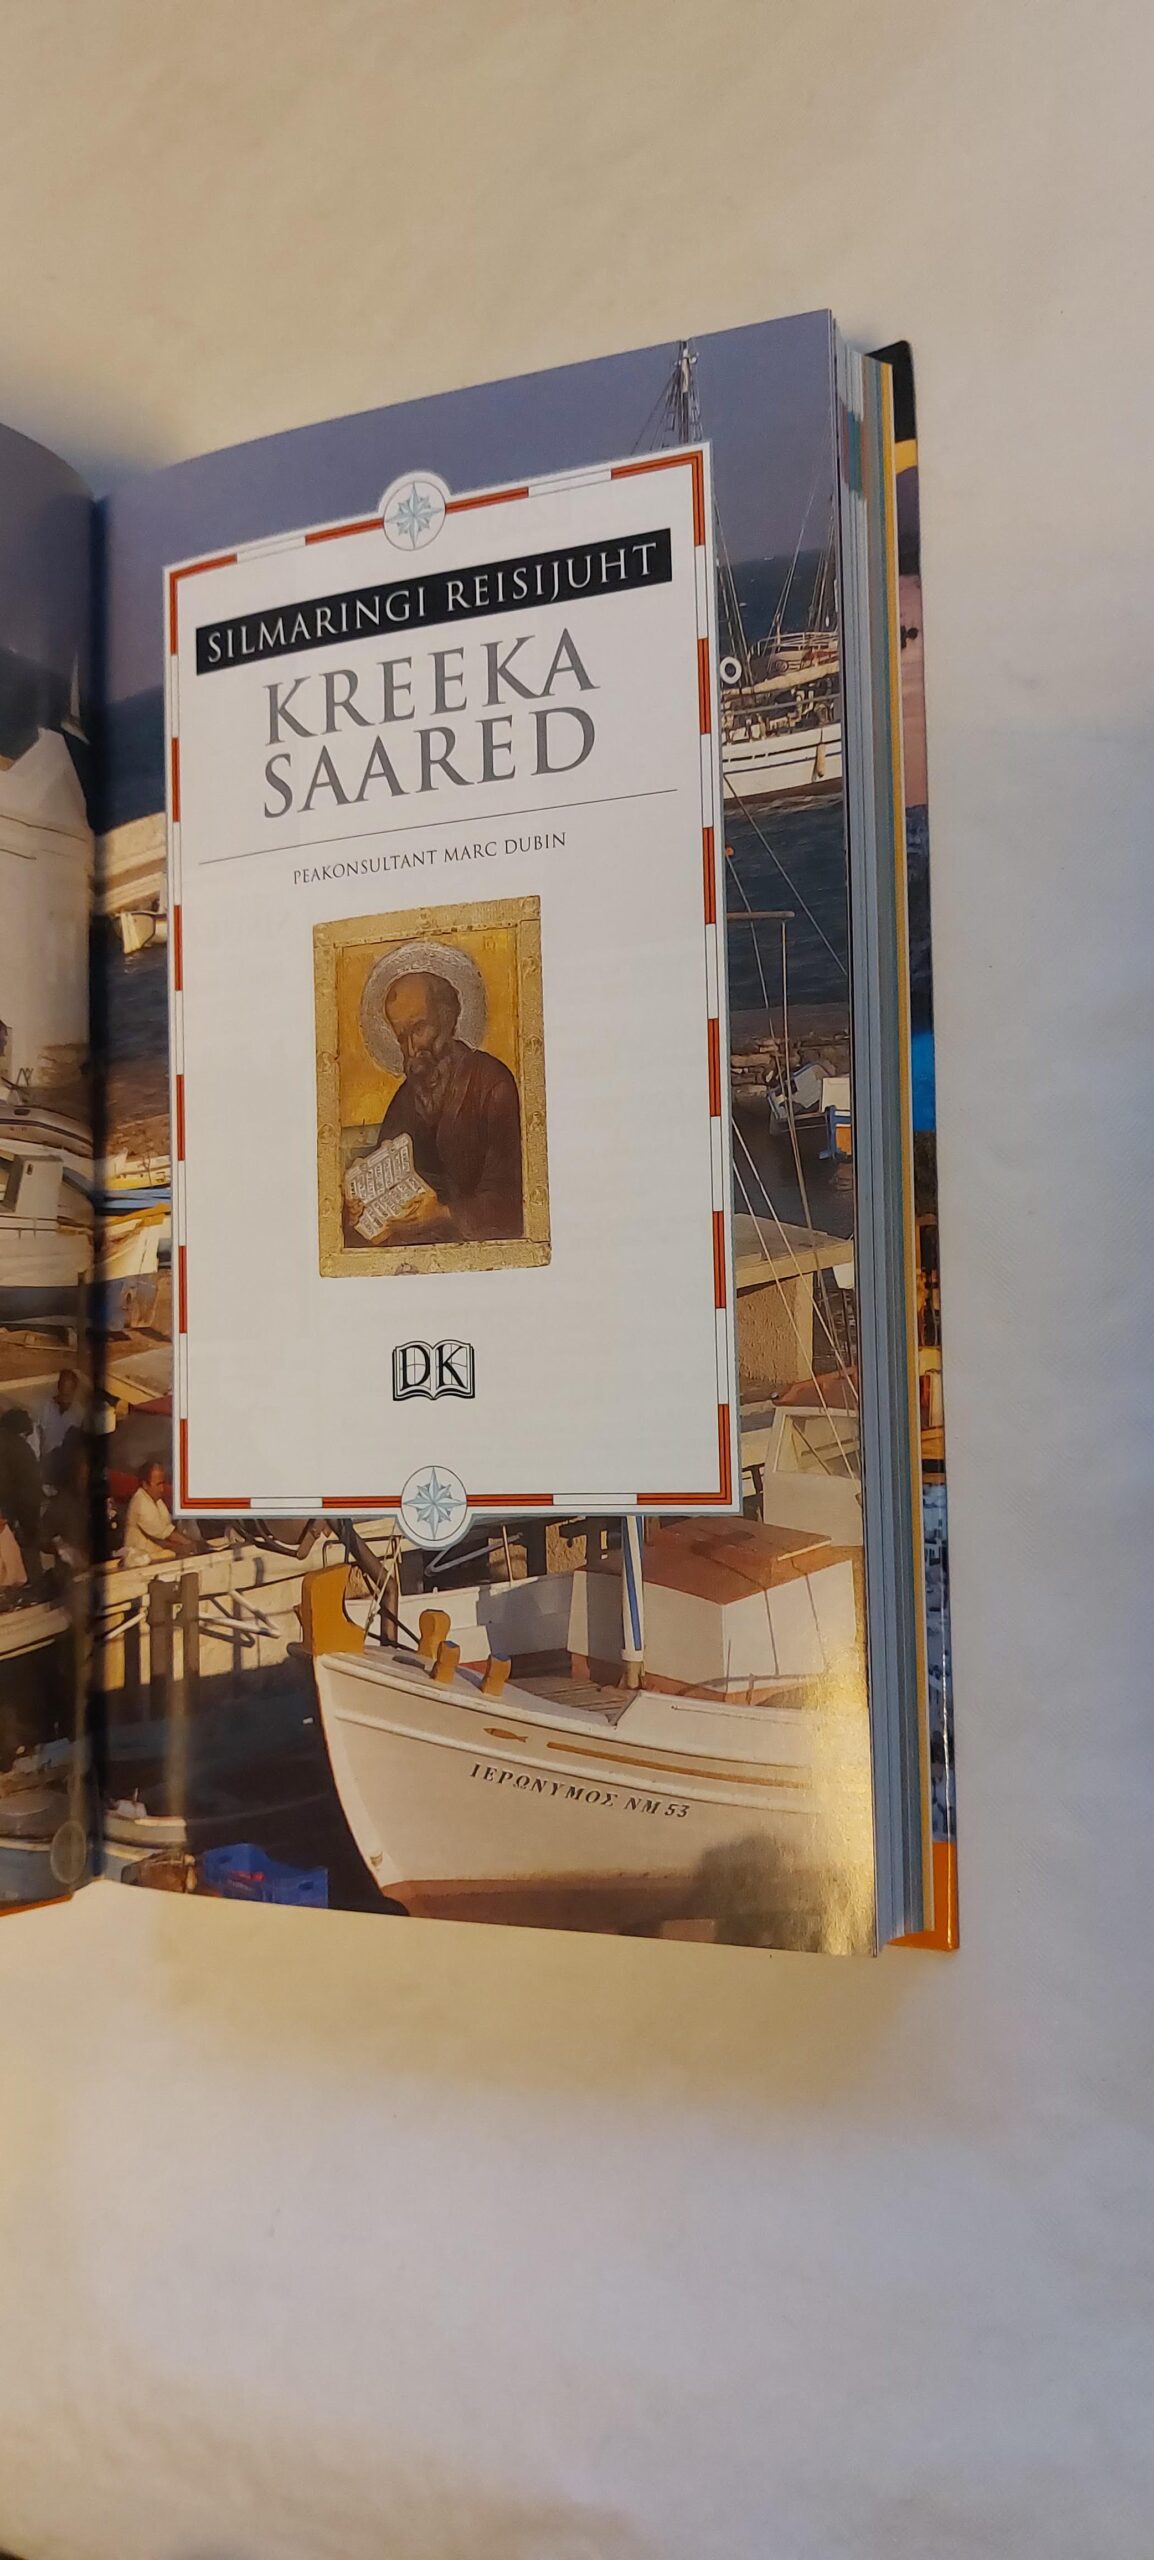 SILMARINGI REISIJUHT
KREEKA
SAARED
PEAKONSULTANT MARC DUBIN
DK
ΙΕΡΩΝΥΜΟΣ ΝΜ 53